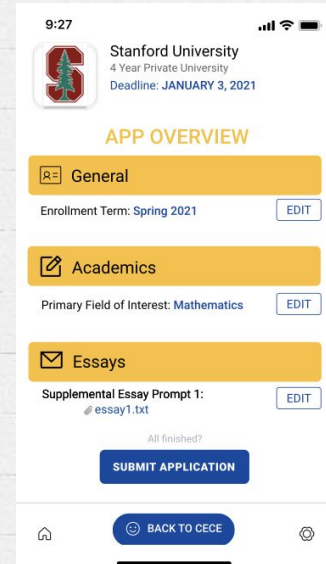 9:27
S
Stanford University
4 Year Private University
Deadline: JANUARY 3, 2021
APP OVERVIEW
General
Enrollment Term: Spring 2021 EDIT
Academics
Primary Field of Interest: Mathematics EDIT
Essays
Supplemental Essay Prompt 1: EDIT
essay1.txt
All finished?
SUBMIT APPLICATION
BACK TO CECE